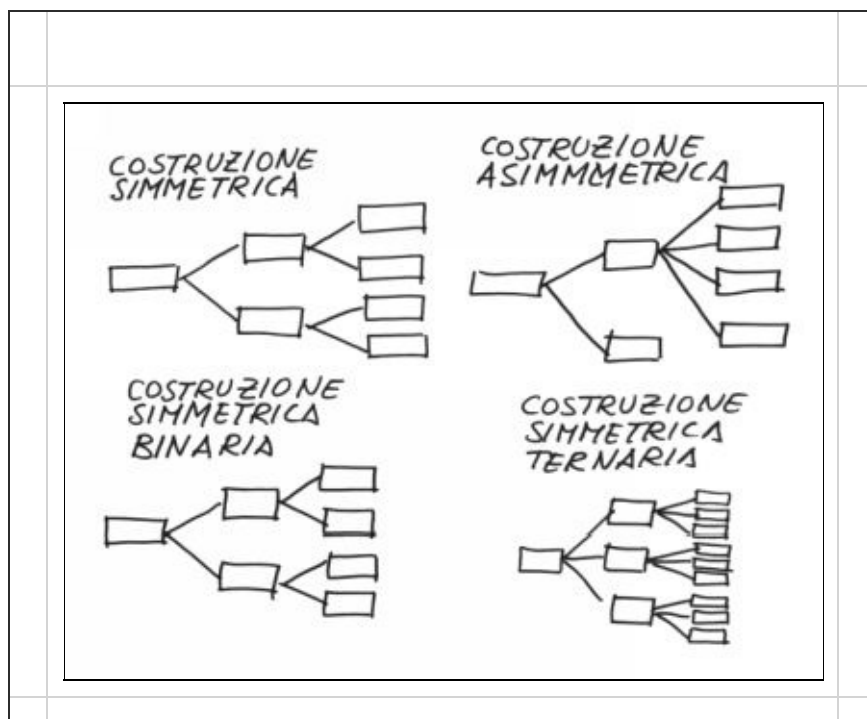 COSTRUZIONE
SIMMETRICA
COSTRUZIONE
ASIMMMETRICA
COSTRUZIONE
SIMMETRICA
BINARIA
COSTRUZIONE
SIMMETRICA
TERNARIA